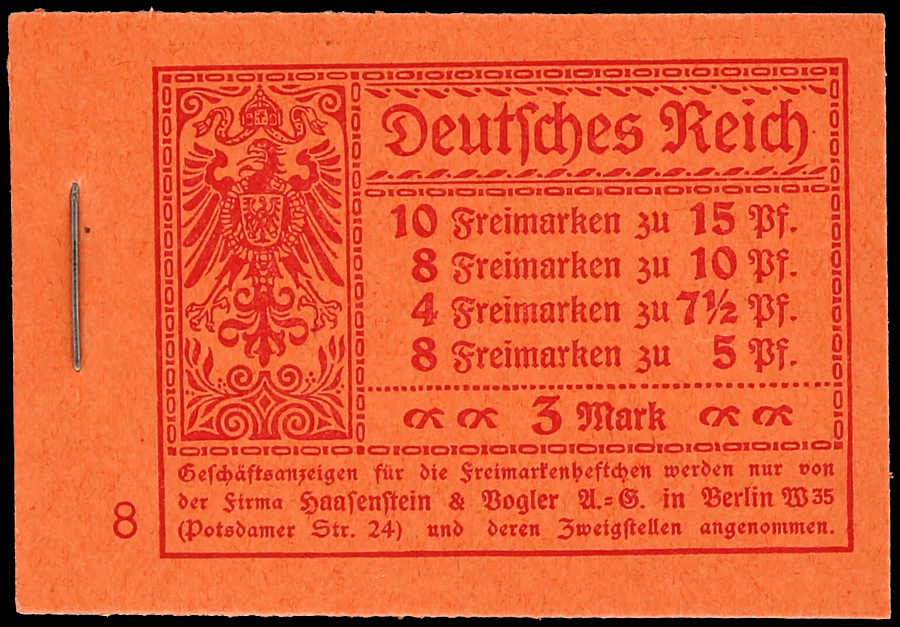 Deutsches Reich
10 Freimarken zu 15 Pf.
8 Freimarken zu 10 Pf.
4 Freimarken zu 7½ Pf.
8 Freimarken zu 5 Pf.
3 Mark
Geschäftsanzeigen für die Freimarkenheftchen werden nur von
der Firma Haasenstein & Vogler A.=G. in Berlin W35
(Potsdamer Str. 24) und deren Zweigstellen angenommen.
8